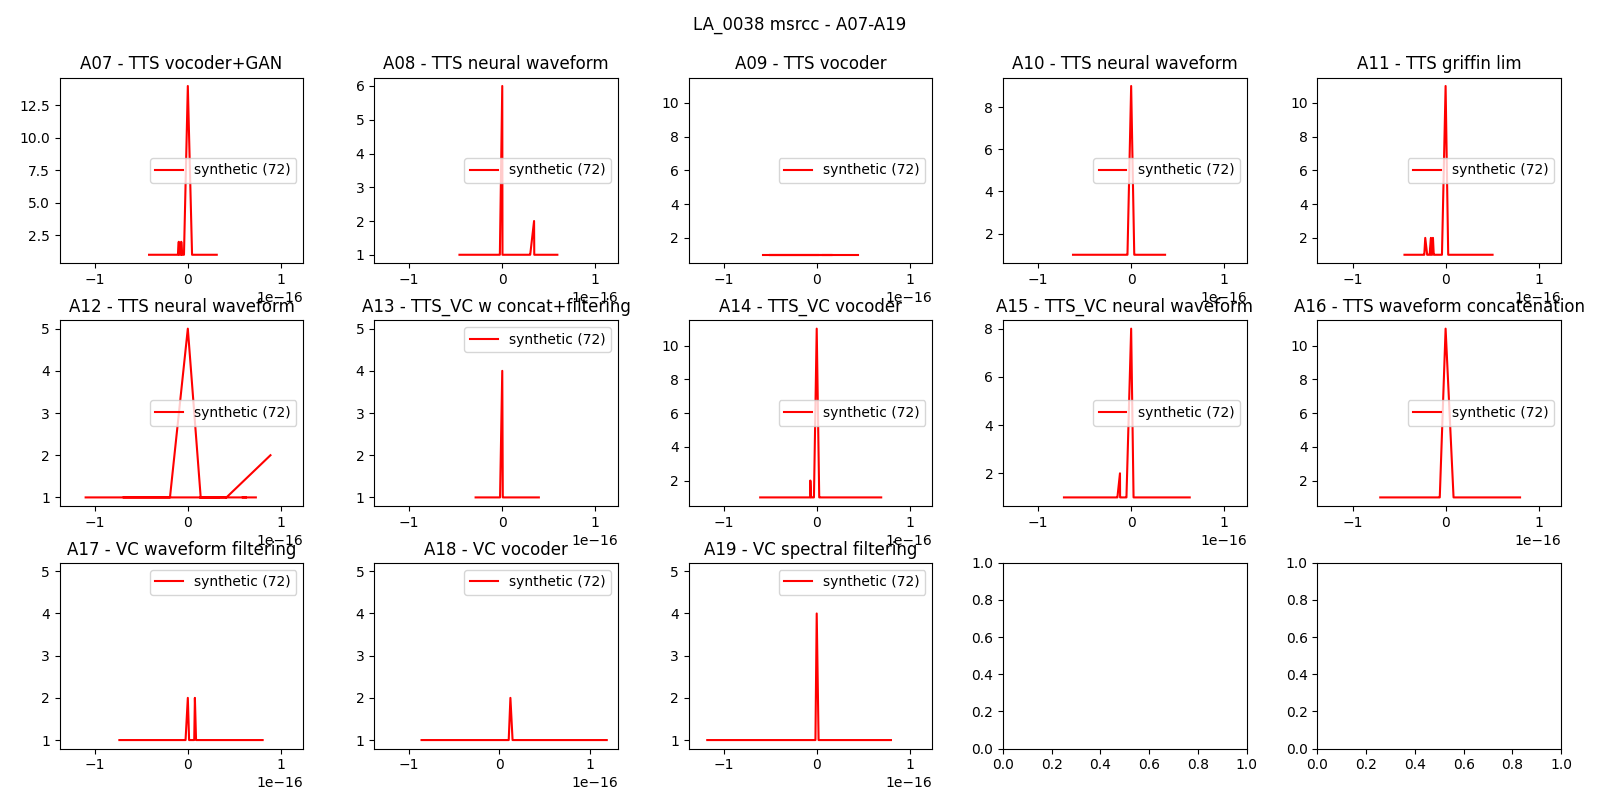 LA_0038 msrcc - A07-A19
A07 - TTS vocoder+GAN
A08 - TTS neural waveform
A09 - TTS vocoder
A10 - TTS neural waveform
A11 - TTS griffin lim
12.5
10.0
7.5
5.0
2.5
synthetic (72)
−1
0
1
1e−16
6
5
4
3
2
1
synthetic (72)
−1
0
1
1e−16
10
8
6
4
2
synthetic (72)
−1
0
1
1e−16
8
6
4
2
synthetic (72)
−1
0
1
1e−16
10
8
6
4
2
synthetic (72)
−1
0
1
1e−16
A12 - TTS neural waveform
A13 - TTS_VC w concat+filtering
A14 - TTS_VC vocoder
A15 - TTS_VC neural waveform
A16 - TTS waveform concatenation
5
4
3
2
1
synthetic (72)
−1
0
1
1e−16
5
4
3
2
1
synthetic (72)
−1
0
1
1e−16
10
8
6
4
2
synthetic (72)
−1
0
1
1e−16
8
6
4
2
synthetic (72)
−1
0
1
1e−16
10
8
6
4
2
synthetic (72)
−1
0
1
1e−16
A17 - VC waveform filtering
A18 - VC vocoder
A19 - VC spectral filtering
5
4
3
2
1
synthetic (72)
−1
0
1
1e−16
5
4
3
2
1
synthetic (72)
−1
0
1
1e−16
5
4
3
2
1
synthetic (72)
−1
0
1
1e−16
1.0
0.8
0.6
0.4
0.2
0.0
0.0 0.2 0.4 0.6 0.8 1.0
1.0
0.8
0.6
0.4
0.2
0.0
0.0 0.2 0.4 0.6 0.8 1.0